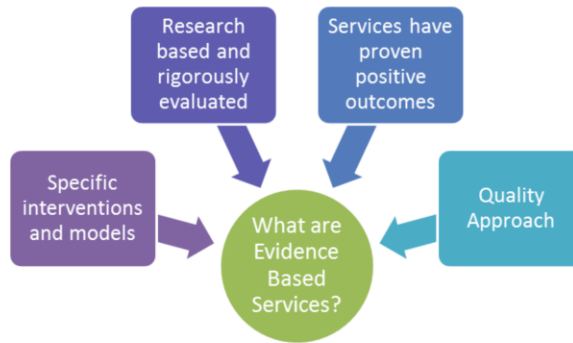 Research
based and
rigorously
evaluated
Services have
proven
positive
outcomes
Specific
interventions
and models
What are
Evidence
Based
Services?
Quality
Approach